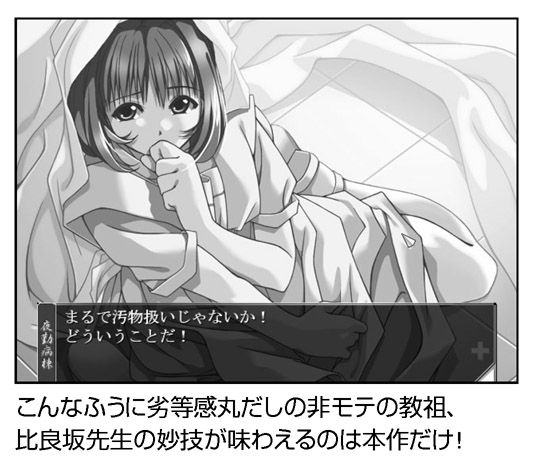 まるで汚物扱いじゃないか！
どういうことだ！
夜勤病棟
こんなふうに劣等感丸だしの非モテの教祖、
比良坂先生の妙技が味わえるのは本作だけ！